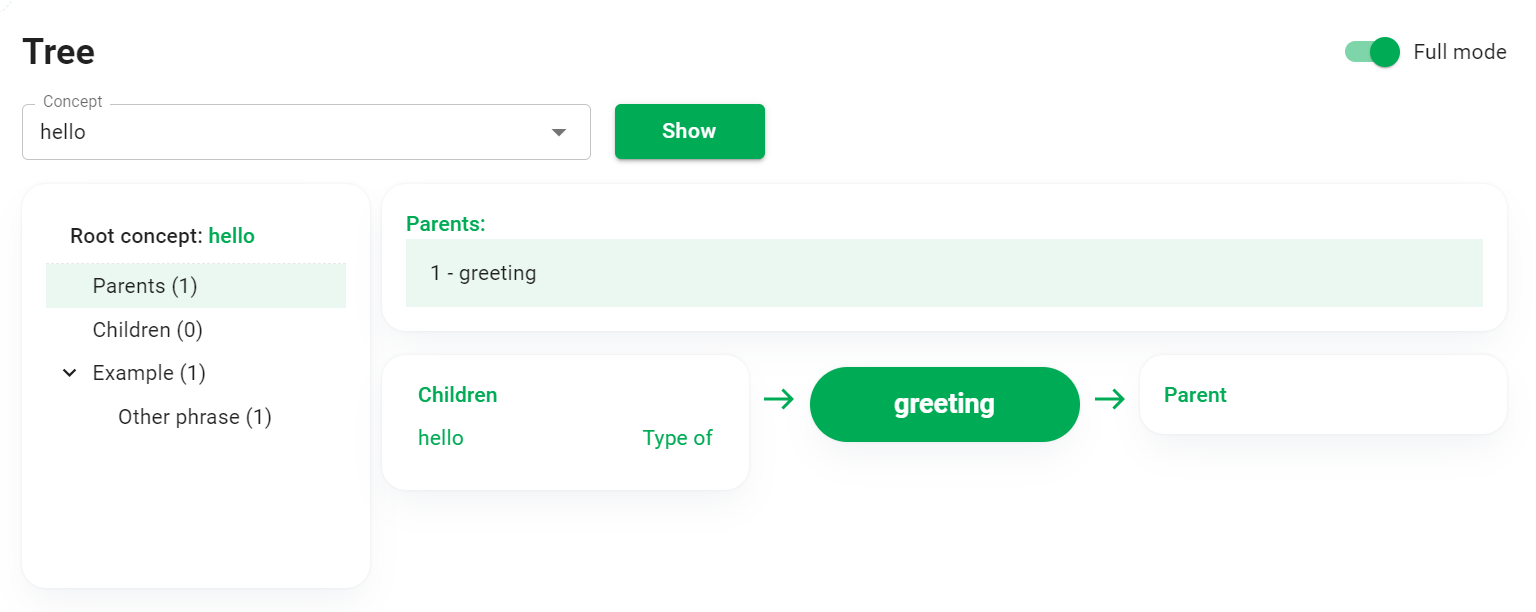 Tree
Full mode
Concept
hello
Show
Root concept: hello
Parents (1)
Children (0)
Example (1)
Other phrase (1)
Parents:
1 - greeting
Children
hello Type of
greeting
Parent